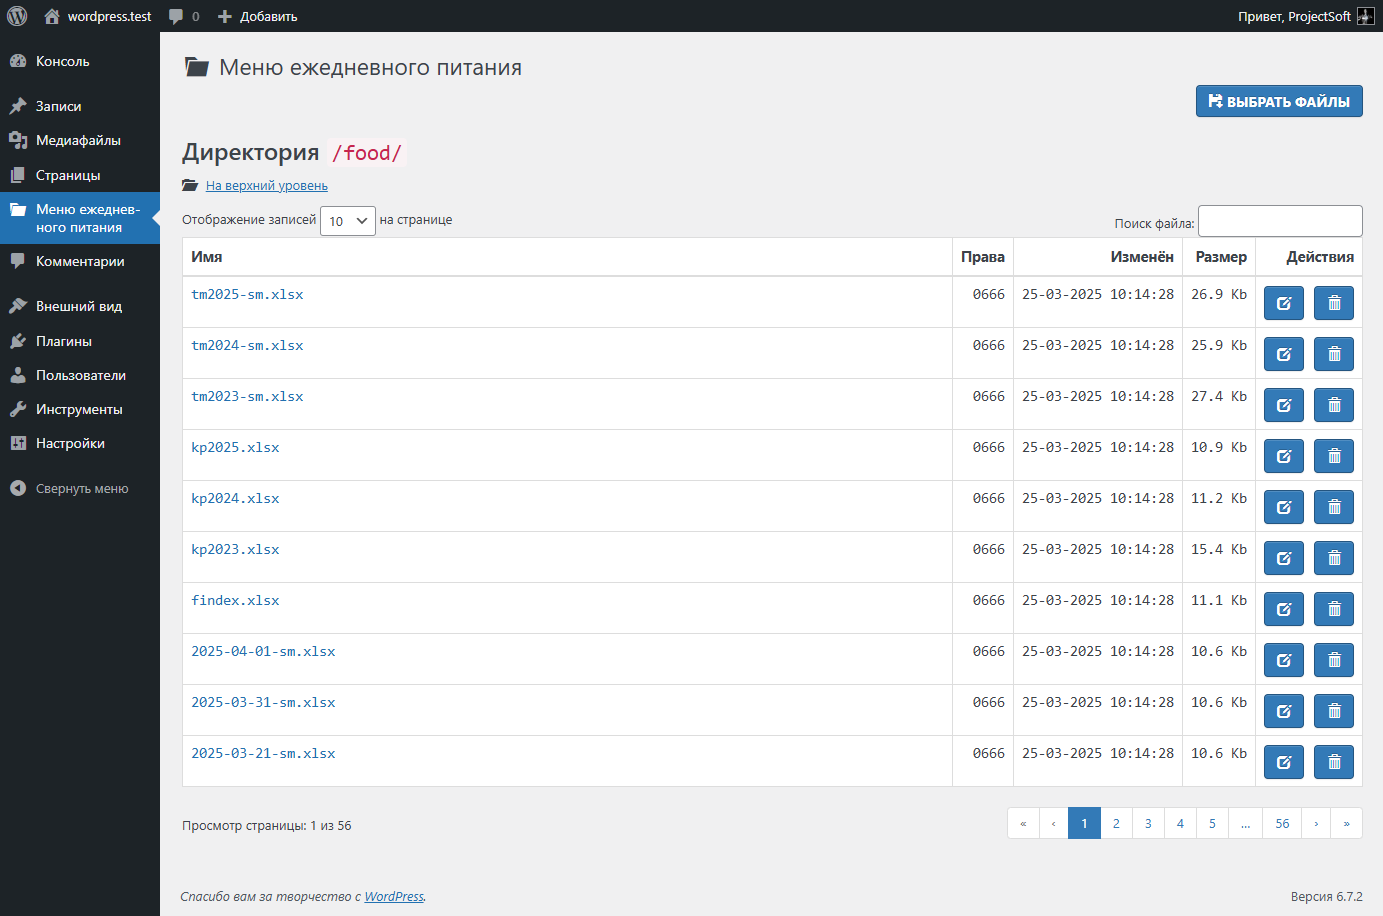 wordpress.test 0 Добавить Привет, ProjectSoft
Консоль
Записи
Медиафайлы
Страницы
Меню ежеднев-
ного питания
Комментарии
Внешний вид
Плагины
Пользователи
Инструменты
Настройки
Свернуть меню
Меню ежедневного питания
ВЫБРАТЬ ФАЙЛЫ
Директория /food/
На верхний уровень
Отображение записей 10 на странице Поиск файла:
Имя Права Изменён Размер Действия
tm2025-sm.xlsx 0666 25-03-2025 10:14:28 26.9 Kb
tm2024-sm.xlsx 0666 25-03-2025 10:14:28 25.9 Kb
tm2023-sm.xlsx 0666 25-03-2025 10:14:28 27.4 Kb
kp2025.xlsx 0666 25-03-2025 10:14:28 10.9 Kb
kp2024.xlsx 0666 25-03-2025 10:14:28 11.2 Kb
kp2023.xlsx 0666 25-03-2025 10:14:28 15.4 Kb
findex.xlsx 0666 25-03-2025 10:14:28 11.1 Kb
2025-04-01-sm.xlsx 0666 25-03-2025 10:14:28 10.6 Kb
2025-03-31-sm.xlsx 0666 25-03-2025 10:14:28 10.6 Kb
2025-03-21-sm.xlsx 0666 25-03-2025 10:14:28 10.6 Kb
Просмотр страницы: 1 из 56 « ‹ 1 2 3 4 5 … 56 › »
Спасибо вам за творчество с WordPress. Версия 6.7.2